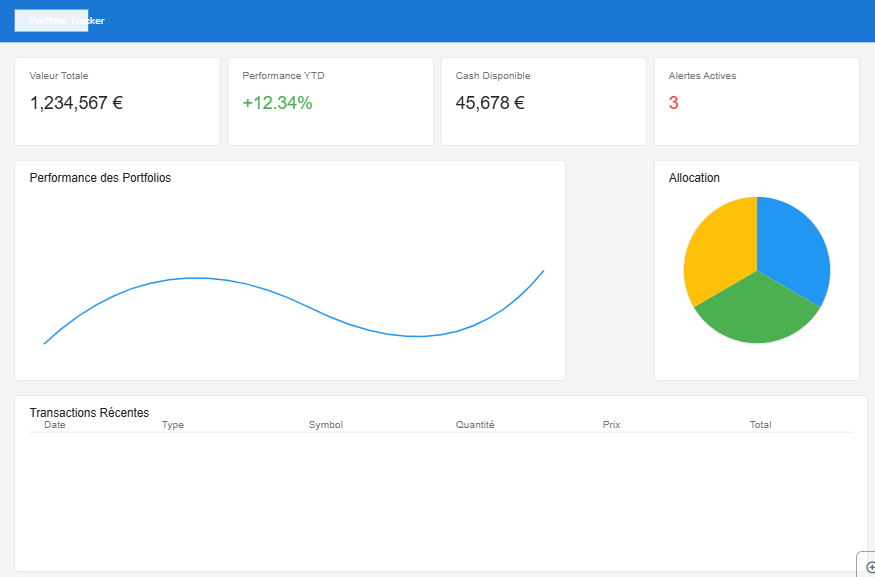 Portfolio Tracker
Valeur Totale
1,234,567 €
Performance YTD
+12.34%
Cash Disponible
45,678 €
Alertes Actives
3
Performance des Portfolios
Allocation
Transactions Récentes
Date Type Symbol Quantité Prix Total